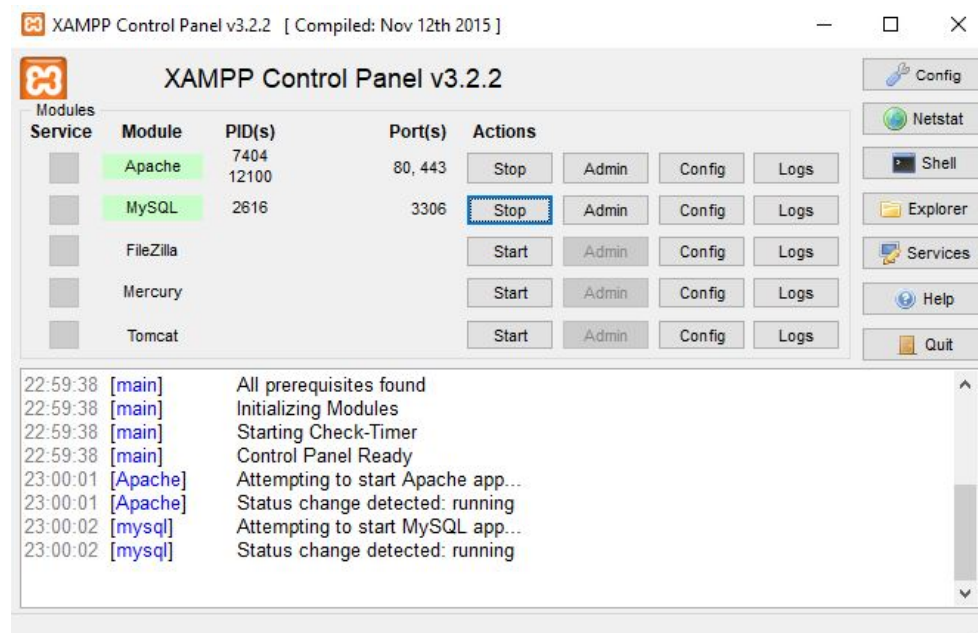 XAMPP Control Panel v3.2.2 [ Compiled: Nov 12th 2015 ]
XAMPP Control Panel v3.2.2
Config
Netstat
Shell
Explorer
Services
Help
Quit
Modules
Service Module PID(s) Port(s) Actions
Apache 7404 12100 80, 443 Stop Admin Config Logs
MySQL 2616 3306 Stop Admin Config Logs
FileZilla Start Admin Config Logs
Mercury Start Admin Config Logs
Tomcat Start Admin Config Logs
22:59:38 [main] All prerequisites found
22:59:38 [main] Initializing Modules
22:59:38 [main] Starting Check-Timer
22:59:38 [main] Control Panel Ready
23:00:01 [Apache] Attempting to start Apache app...
23:00:01 [Apache] Status change detected: running
23:00:02 [mysql] Attempting to start MySQL app...
23:00:02 [mysql] Status change detected: running